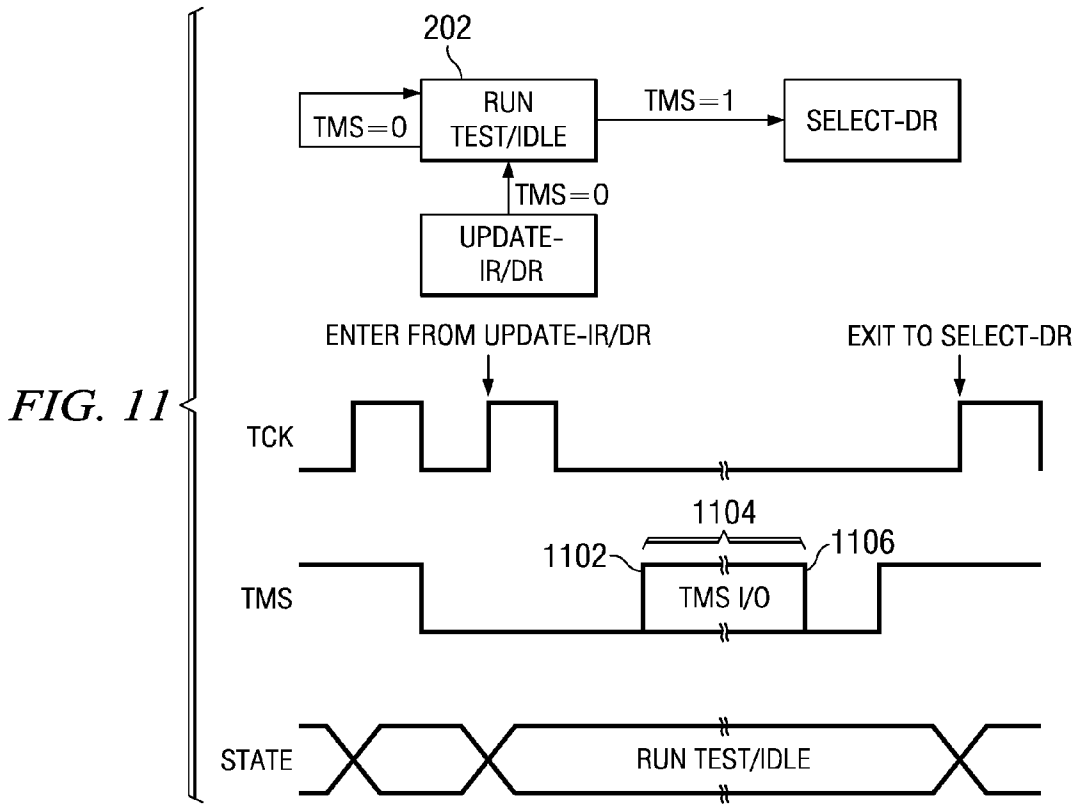 202
RUN
TEST/IDLE
TMS=0
TMS=1
SELECT-DR
TMS=0
UPDATE-
IR/DR
ENTER FROM UPDATE-IR/DR
EXIT TO SELECT-DR
FIG. 11
TCK
1104
1102
1106
TMS
TMS I/O
STATE
RUN TEST/IDLE